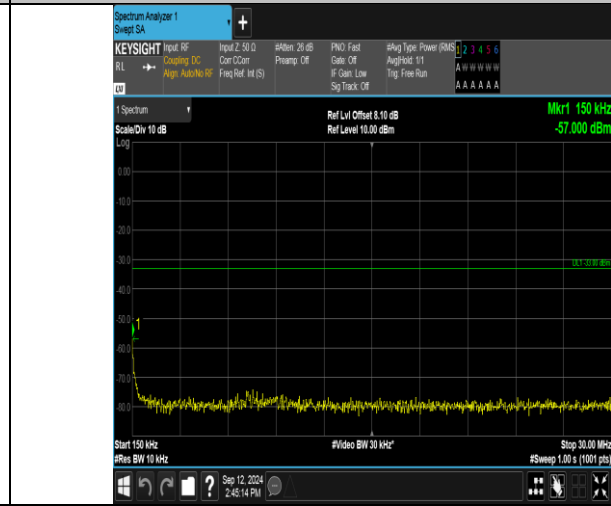 Spectrum Analyzer 1
Swept SA
+
KEYSIGHT Input: RF Input Z: 50 Ω #Atten: 26 dB PNO: Fast #Avg Type: Power (RMS 1 2 3 4 5 6
RL Coupling: DC Corr CCorr Preamp: Off Gate: Off Avg|Hold: 1/1 A W W W W W
Align: Auto/No RF Freq Ref: Int (S) IF Gain: Low Trig: Free Run
LXI Sig Track: Off A A A A A A
1 Spectrum Ref Lvl Offset 8.10 dB Mkr1 150 kHz
Scale/Div 10 dB Ref Level 10.00 dBm -57.000 dBm
Log
0.00
-10.0
-20.0
-30.0 DL1 -33.00 dBm
-40.0
-50.0 1
-60.0
-70.0
-80.0
Start 150 kHz #Video BW 30 kHz* Stop 30.00 MHz
#Res BW 10 kHz #Sweep 1.00 s (1001 pts)
? Sep 12, 2024
2:45:14 PM